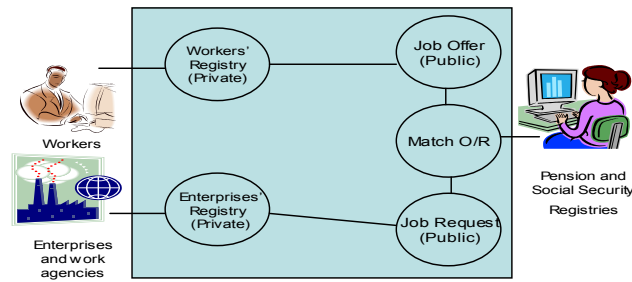 Workers'
Registry
(Private)
Job Offer
(Public)
Workers
Match O/R
Pension and
Social Security
Registries
Enterprises'
Registry
(Private)
Job Request
(Public)
Enterprises
and work
agencies